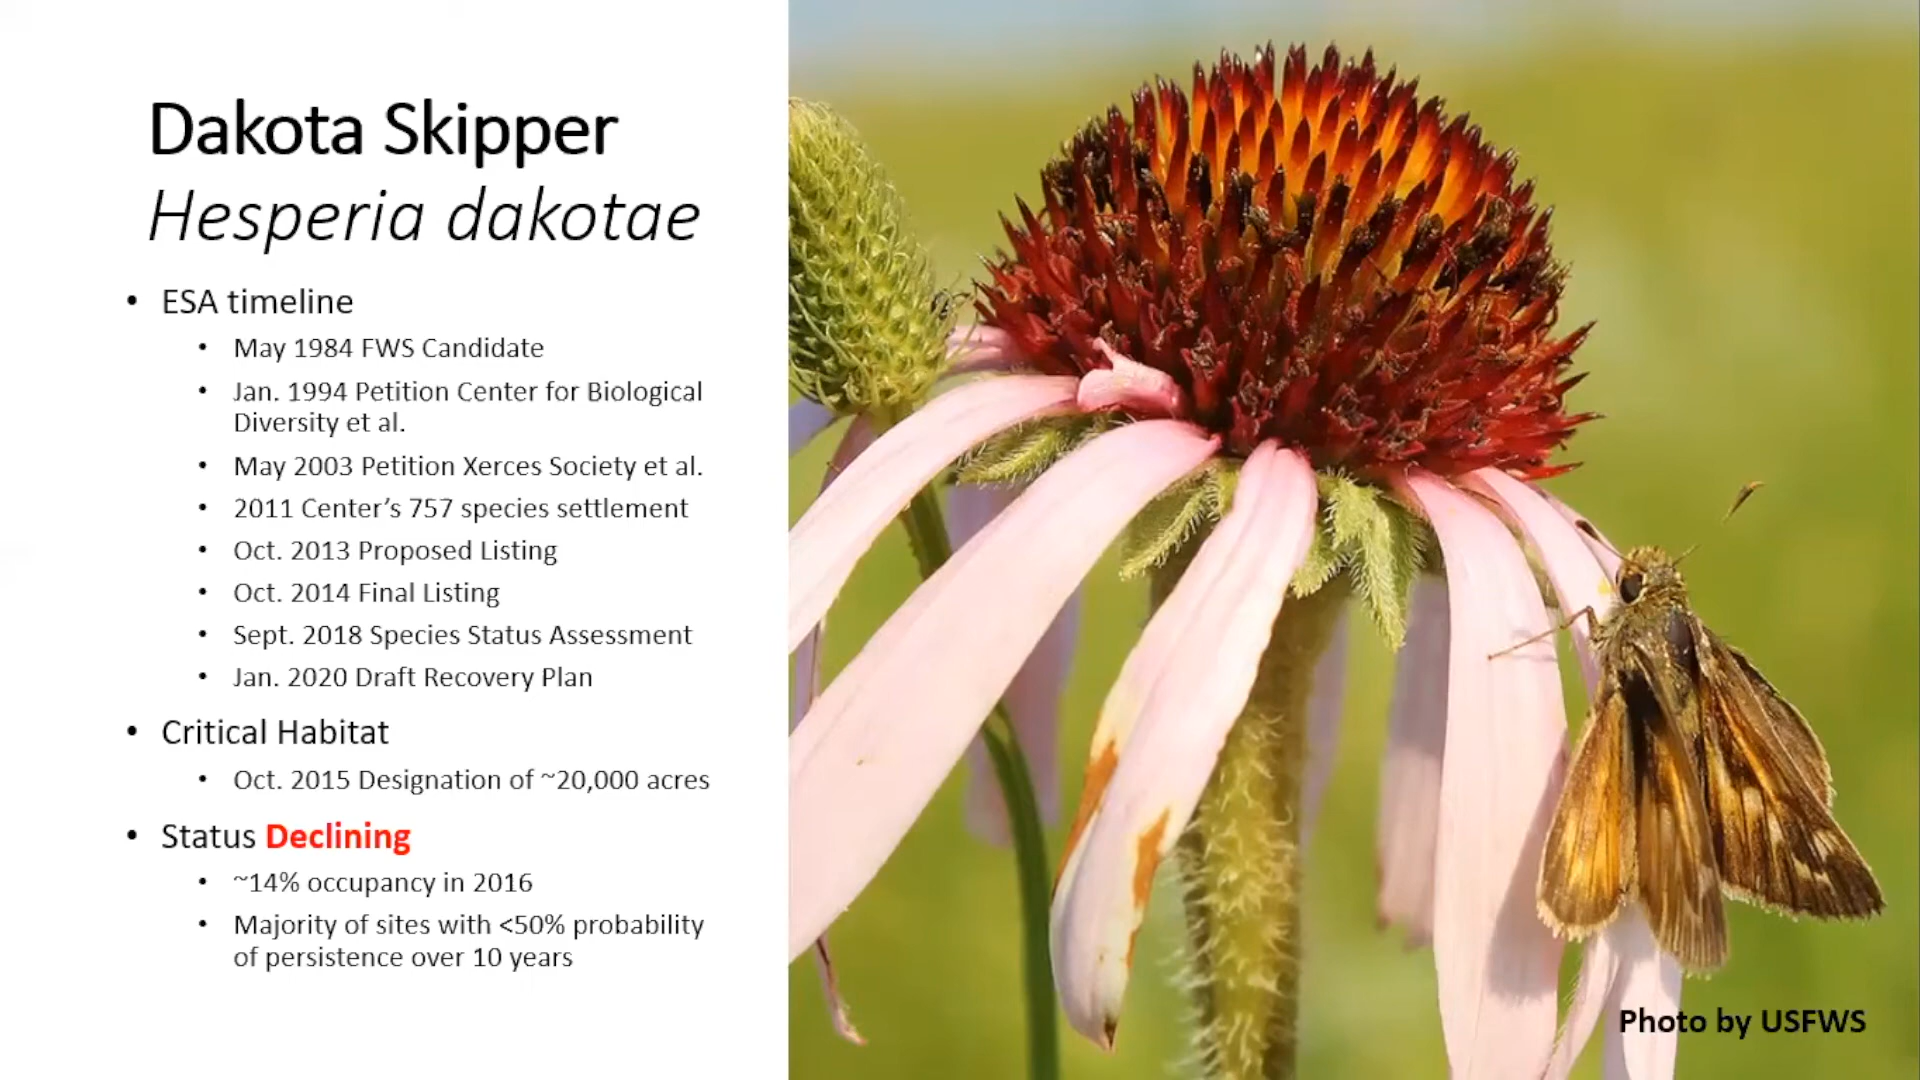 Dakota Skipper
Hesperia dakotae
• ESA timeline
• May 1984 FWS Candidate
• Jan. 1994 Petition Center for Biological
Diversity et al.
• May 2003 Petition Xerces Society et al.
• 2011 Center’s 757 species settlement
• Oct. 2013 Proposed Listing
• Oct. 2014 Final Listing
• Sept. 2018 Species Status Assessment
• Jan. 2020 Draft Recovery Plan
• Critical Habitat
• Oct. 2015 Designation of ~20,000 acres
• Status Declining
• ~14% occupancy in 2016
• Majority of sites with <50% probability
of persistence over 10 years
Photo by USFWS